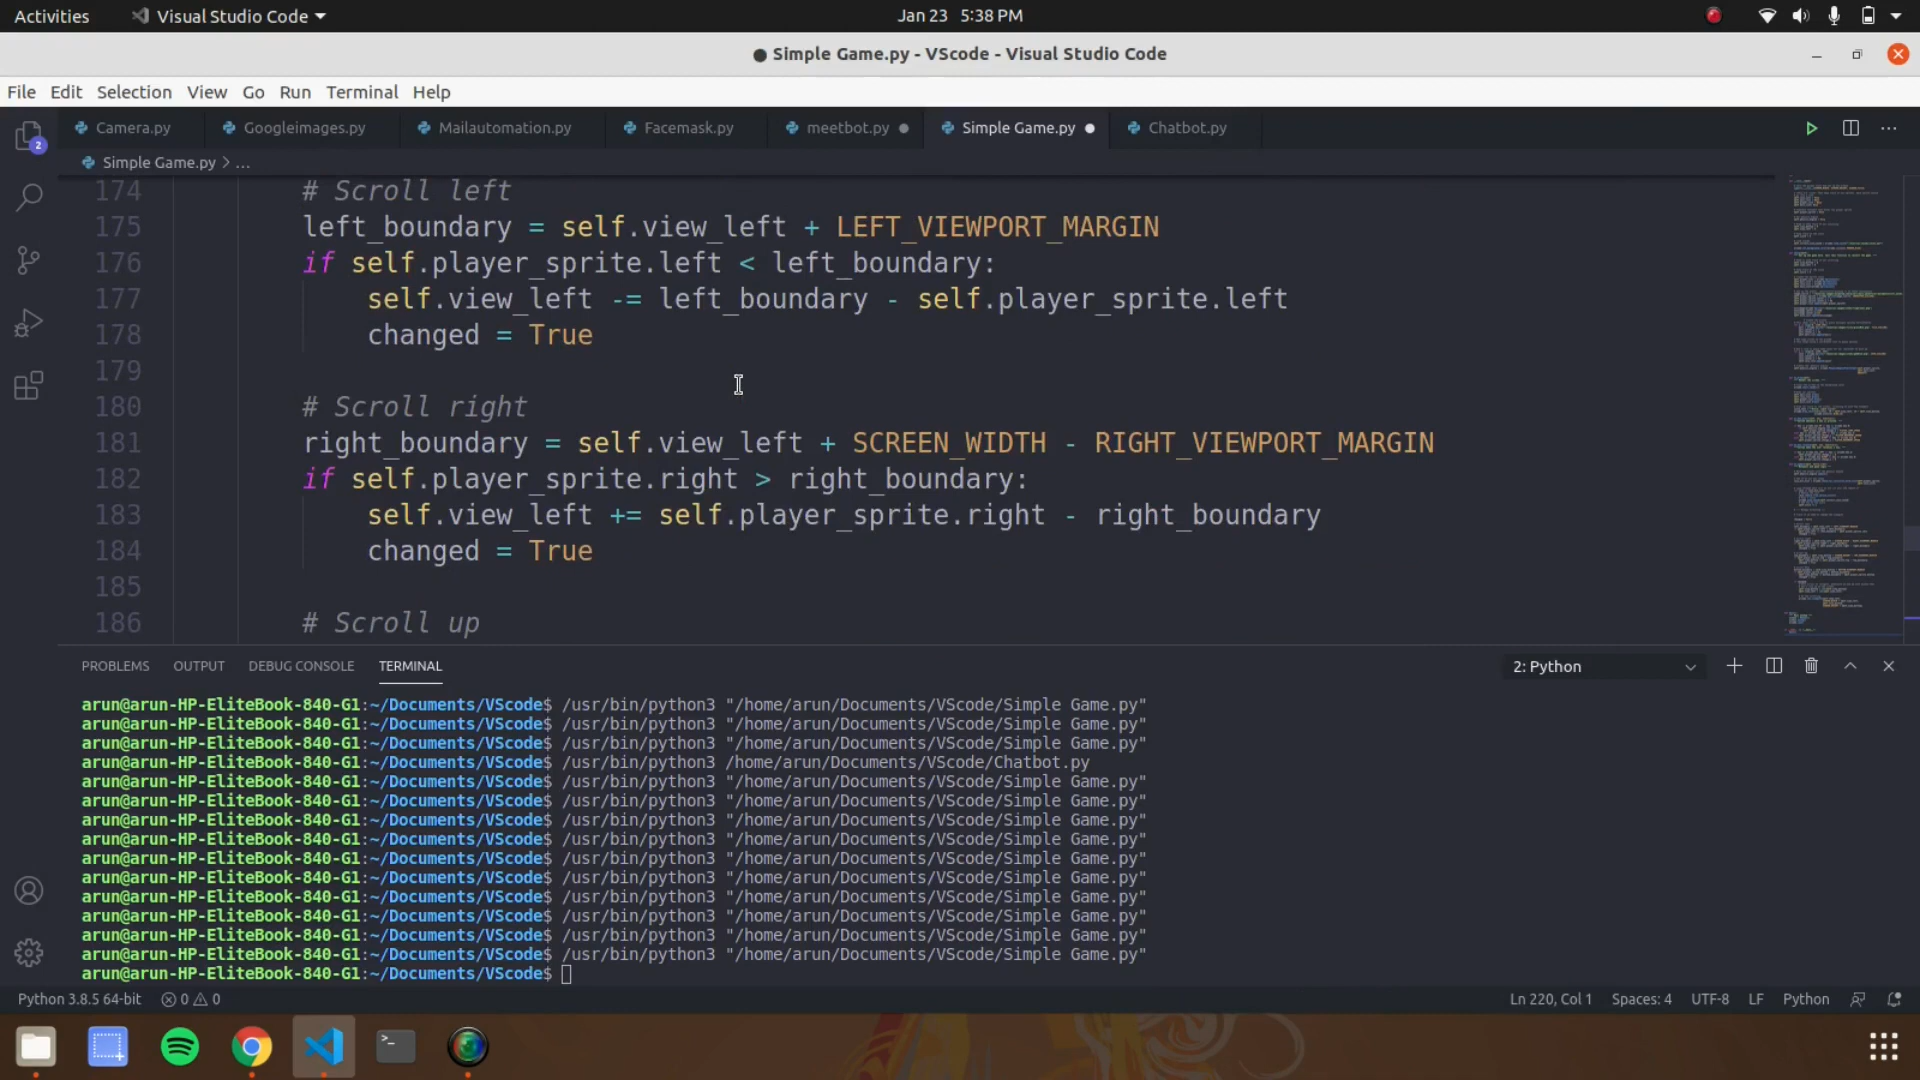 Activities Visual Studio Code Jan 23 5:38 PM
Simple Game.py - VScode - Visual Studio Code
File Edit Selection View Go Run Terminal Help
Camera.py Googleimages.py Mailautomation.py Facemask.py meetbot.py Simple Game.py Chatbot.py
2
Simple Game.py > ...
174 # Scroll left
175 left_boundary = self.view_left + LEFT_VIEWPORT_MARGIN
176 if self.player_sprite.left < left_boundary:
177 self.view_left -= left_boundary - self.player_sprite.left
178 changed = True
179
180 # Scroll right
181 right_boundary = self.view_left + SCREEN_WIDTH - RIGHT_VIEWPORT_MARGIN
182 if self.player_sprite.right > right_boundary:
183 self.view_left += self.player_sprite.right - right_boundary
184 changed = True
185
186 # Scroll up
PROBLEMS OUTPUT DEBUG CONSOLE TERMINAL 2: Python
arun@arun-HP-EliteBook-840-G1:~/Documents/VScode$ /usr/bin/python3 "/home/arun/Documents/VScode/Simple Game.py"
arun@arun-HP-EliteBook-840-G1:~/Documents/VScode$ /usr/bin/python3 "/home/arun/Documents/VScode/Simple Game.py"
arun@arun-HP-EliteBook-840-G1:~/Documents/VScode$ /usr/bin/python3 "/home/arun/Documents/VScode/Simple Game.py"
arun@arun-HP-EliteBook-840-G1:~/Documents/VScode$ /usr/bin/python3 /home/arun/Documents/VScode/Chatbot.py
arun@arun-HP-EliteBook-840-G1:~/Documents/VScode$ /usr/bin/python3 "/home/arun/Documents/VScode/Simple Game.py"
arun@arun-HP-EliteBook-840-G1:~/Documents/VScode$ /usr/bin/python3 "/home/arun/Documents/VScode/Simple Game.py"
arun@arun-HP-EliteBook-840-G1:~/Documents/VScode$ /usr/bin/python3 "/home/arun/Documents/VScode/Simple Game.py"
arun@arun-HP-EliteBook-840-G1:~/Documents/VScode$ /usr/bin/python3 "/home/arun/Documents/VScode/Simple Game.py"
arun@arun-HP-EliteBook-840-G1:~/Documents/VScode$ /usr/bin/python3 "/home/arun/Documents/VScode/Simple Game.py"
arun@arun-HP-EliteBook-840-G1:~/Documents/VScode$ /usr/bin/python3 "/home/arun/Documents/VScode/Simple Game.py"
arun@arun-HP-EliteBook-840-G1:~/Documents/VScode$ /usr/bin/python3 "/home/arun/Documents/VScode/Simple Game.py"
arun@arun-HP-EliteBook-840-G1:~/Documents/VScode$ /usr/bin/python3 "/home/arun/Documents/VScode/Simple Game.py"
arun@arun-HP-EliteBook-840-G1:~/Documents/VScode$ /usr/bin/python3 "/home/arun/Documents/VScode/Simple Game.py"
arun@arun-HP-EliteBook-840-G1:~/Documents/VScode$ /usr/bin/python3 "/home/arun/Documents/VScode/Simple Game.py"
arun@arun-HP-EliteBook-840-G1:~/Documents/VScode$
Python 3.8.5 64-bit 0 0 Ln 220, Col 1 Spaces: 4 UTF-8 LF Python